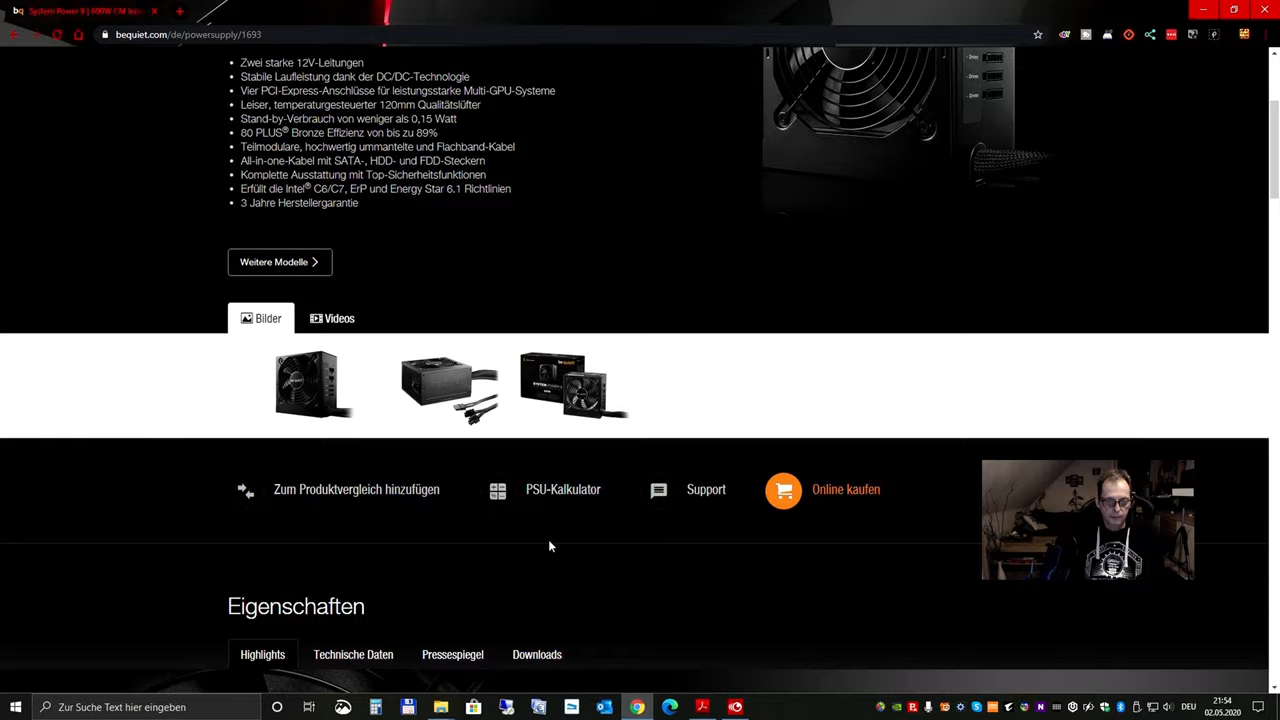 System Power 9 | 600W CM leis
bequiet.com/de/powersupply/1693
Zwei starke 12V-Leitungen
Stabile Laufleistung dank der DC/DC-Technologie
Vier PCI-Express-Anschlüsse für leistungsstarke Multi-GPU-Systeme
Leiser, temperaturgesteuerter 120mm Qualitätslüfter
Stand-by-Verbrauch von weniger als 0,15 Watt
80 PLUS® Bronze Effizienz von bis zu 89%
Teilmodulare, hochwertig ummantelte und Flachband-Kabel
All-in-one-Kabel mit SATA-, HDD- und FDD-Steckern
Komplette Ausstattung mit Top-Sicherheitsfunktionen
Erfüllt die Intel® C6/C7, ErP und Energy Star 6.1 Richtlinien
3 Jahre Herstellergarantie
Drives
Drives
Drives
Weitere Modelle
Bilder
Videos
Zum Produktvergleich hinzufügen
PSU-Kalkulator
Support
Online kaufen
Eigenschaften
Highlights
Technische Daten
Pressespiegel
Downloads
Zur Suche Text hier eingeben
DEU
21:54
02.05.2020